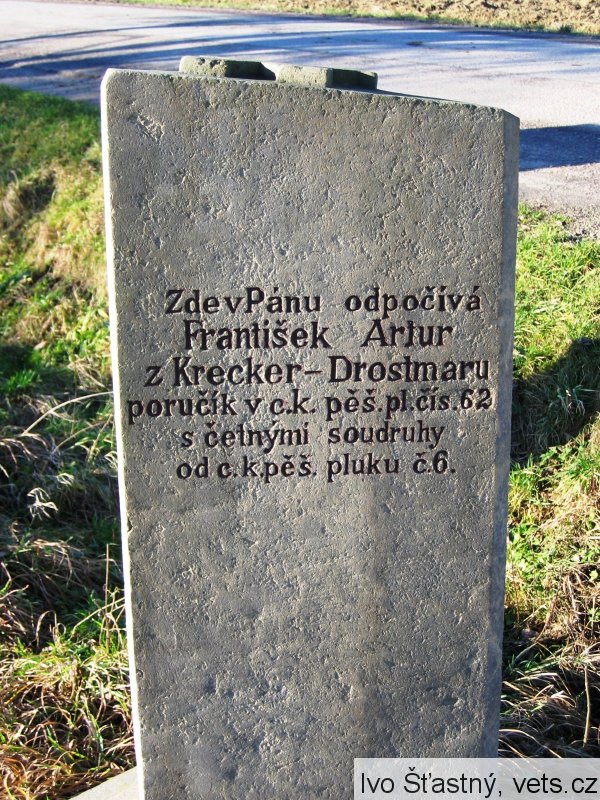 Zde v Pánu odpočívá
František Artur
z Krecker-Drostmaru
poručík v c.k. pěš. pl. čís. 62
s četnými soudruhy
od c.k. pěš. pluku č. 6.
Ivo Šťastný, vets.cz